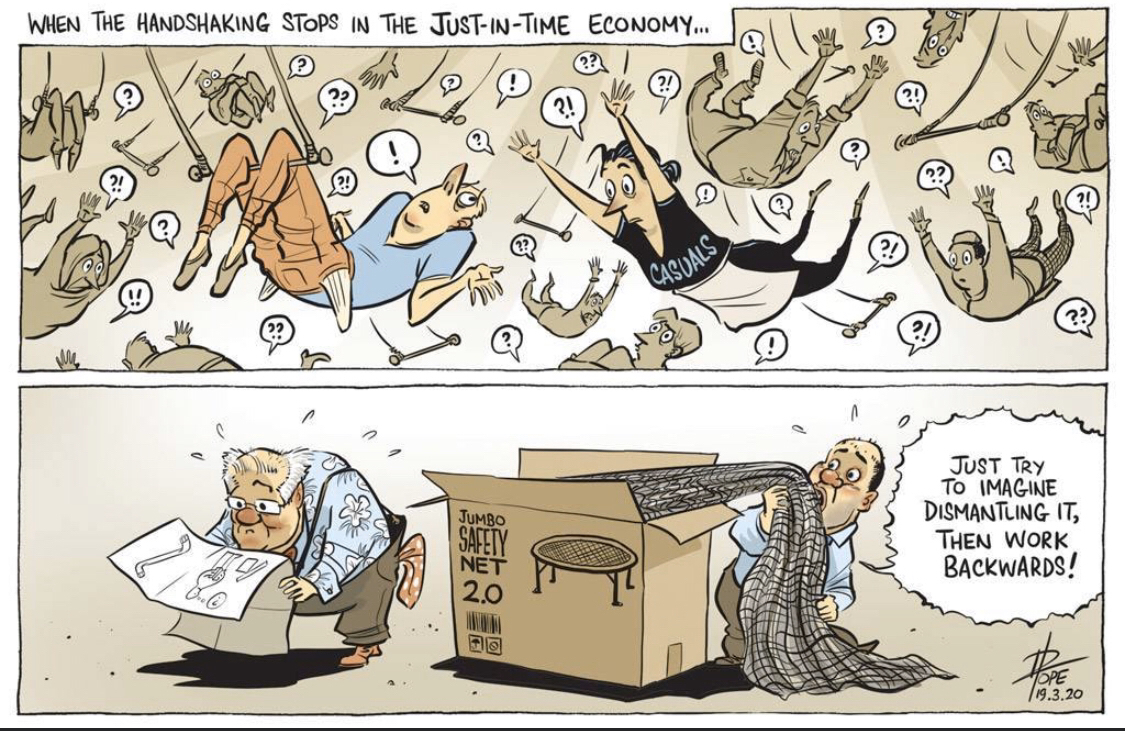 WHEN THE HANDSHAKING STOPS IN THE JUST-IN-TIME ECONOMY...
!
?
?
??
?
!
?!
?
??
?!
?!
?
!
?
!
?!
?!
??
!
?
?!
?
??
?!
CASUALS
!!
??
?!
??
?
!
JUMBO
SAFETY
NET
2.0
JUST TRY
TO IMAGINE
DISMANTLING IT,
THEN WORK
BACKWARDS!
POPE
19.3.20